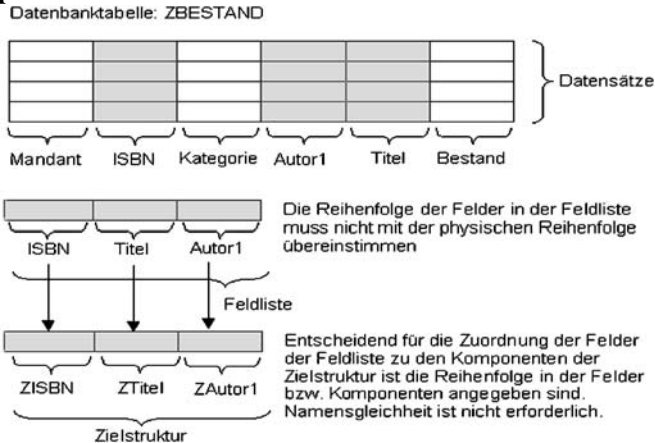 Datenbanktabelle: ZBESTAND
Datensätze
Mandant ISBN Kategorie Autor1 Titel Bestand
Die Reihenfolge der Felder in der Feldliste
muss nicht mit der physischen Reihenfolge
übereinstimmen
ISBN Titel Autor1
Feldliste
Entscheidend für die Zuordnung der Felder
der Feldliste zu den Komponenten der
Zielstruktur ist die Reihenfolge in der Felder
bzw. Komponenten angegeben sind.
Namensgleichheit ist nicht erforderlich.
ZISBN ZTitel ZAutor1
Zielstruktur